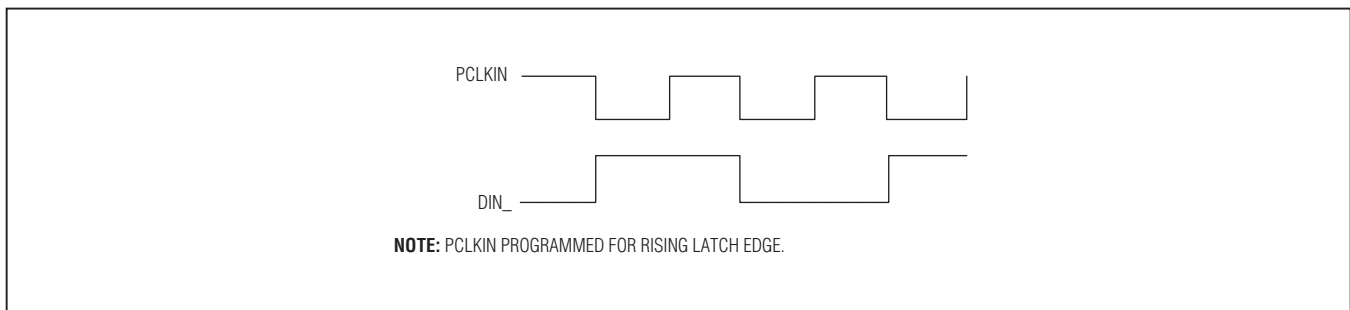 PCLKIN
DIN_
NOTE: PCLKIN PROGRAMMED FOR RISING LATCH EDGE.